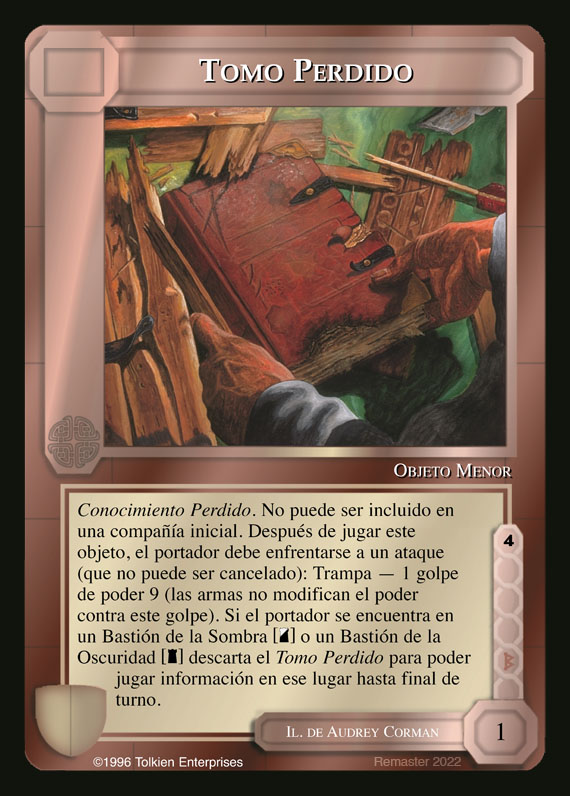 Tomo Perdido
Objeto Menor
Conocimiento Perdido. No puede ser incluido en
una compañía inicial. Después de jugar este
objeto, el portador debe enfrentarse a un ataque
(que no puede ser cancelado): Trampa — 1 golpe
de poder 9 (las armas no modifican el poder
contra este golpe). Si el portador se encuentra en
un Bastión de la Sombra [] o un Bastión de la
Oscuridad [] descarta el Tomo Perdido para poder
jugar información en ese lugar hasta final de
turno.
4
Il. de Audrey Corman
1
©1996 Tolkien Enterprises
Remaster 2022